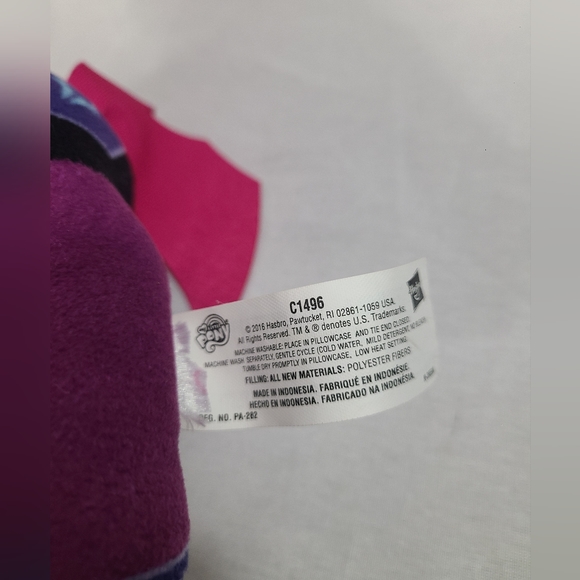 C1496
© 2016 Hasbro, Pawtucket, RI 02861-1059 USA.
All Rights Reserved. TM & ® denotes U.S. Trademarks.
MACHINE WASHABLE: PLACE IN PILLOWCASE AND TIE END CLOSED.
MACHINE WASH SEPARATELY, GENTLE CYCLE (COLD WATER, MILD DETERGENT, NO BLEACH).
TUMBLE DRY PROMPTLY IN PILLOWCASE, LOW HEAT SETTING.
FILLING: ALL NEW MATERIALS: POLYESTER FIBERS
MADE IN INDONESIA. FABRIQUÉ EN INDONÉSIE.
HECHO EN INDONESIA. FABRICADO NA INDONÉSIA.
NO. PA-282